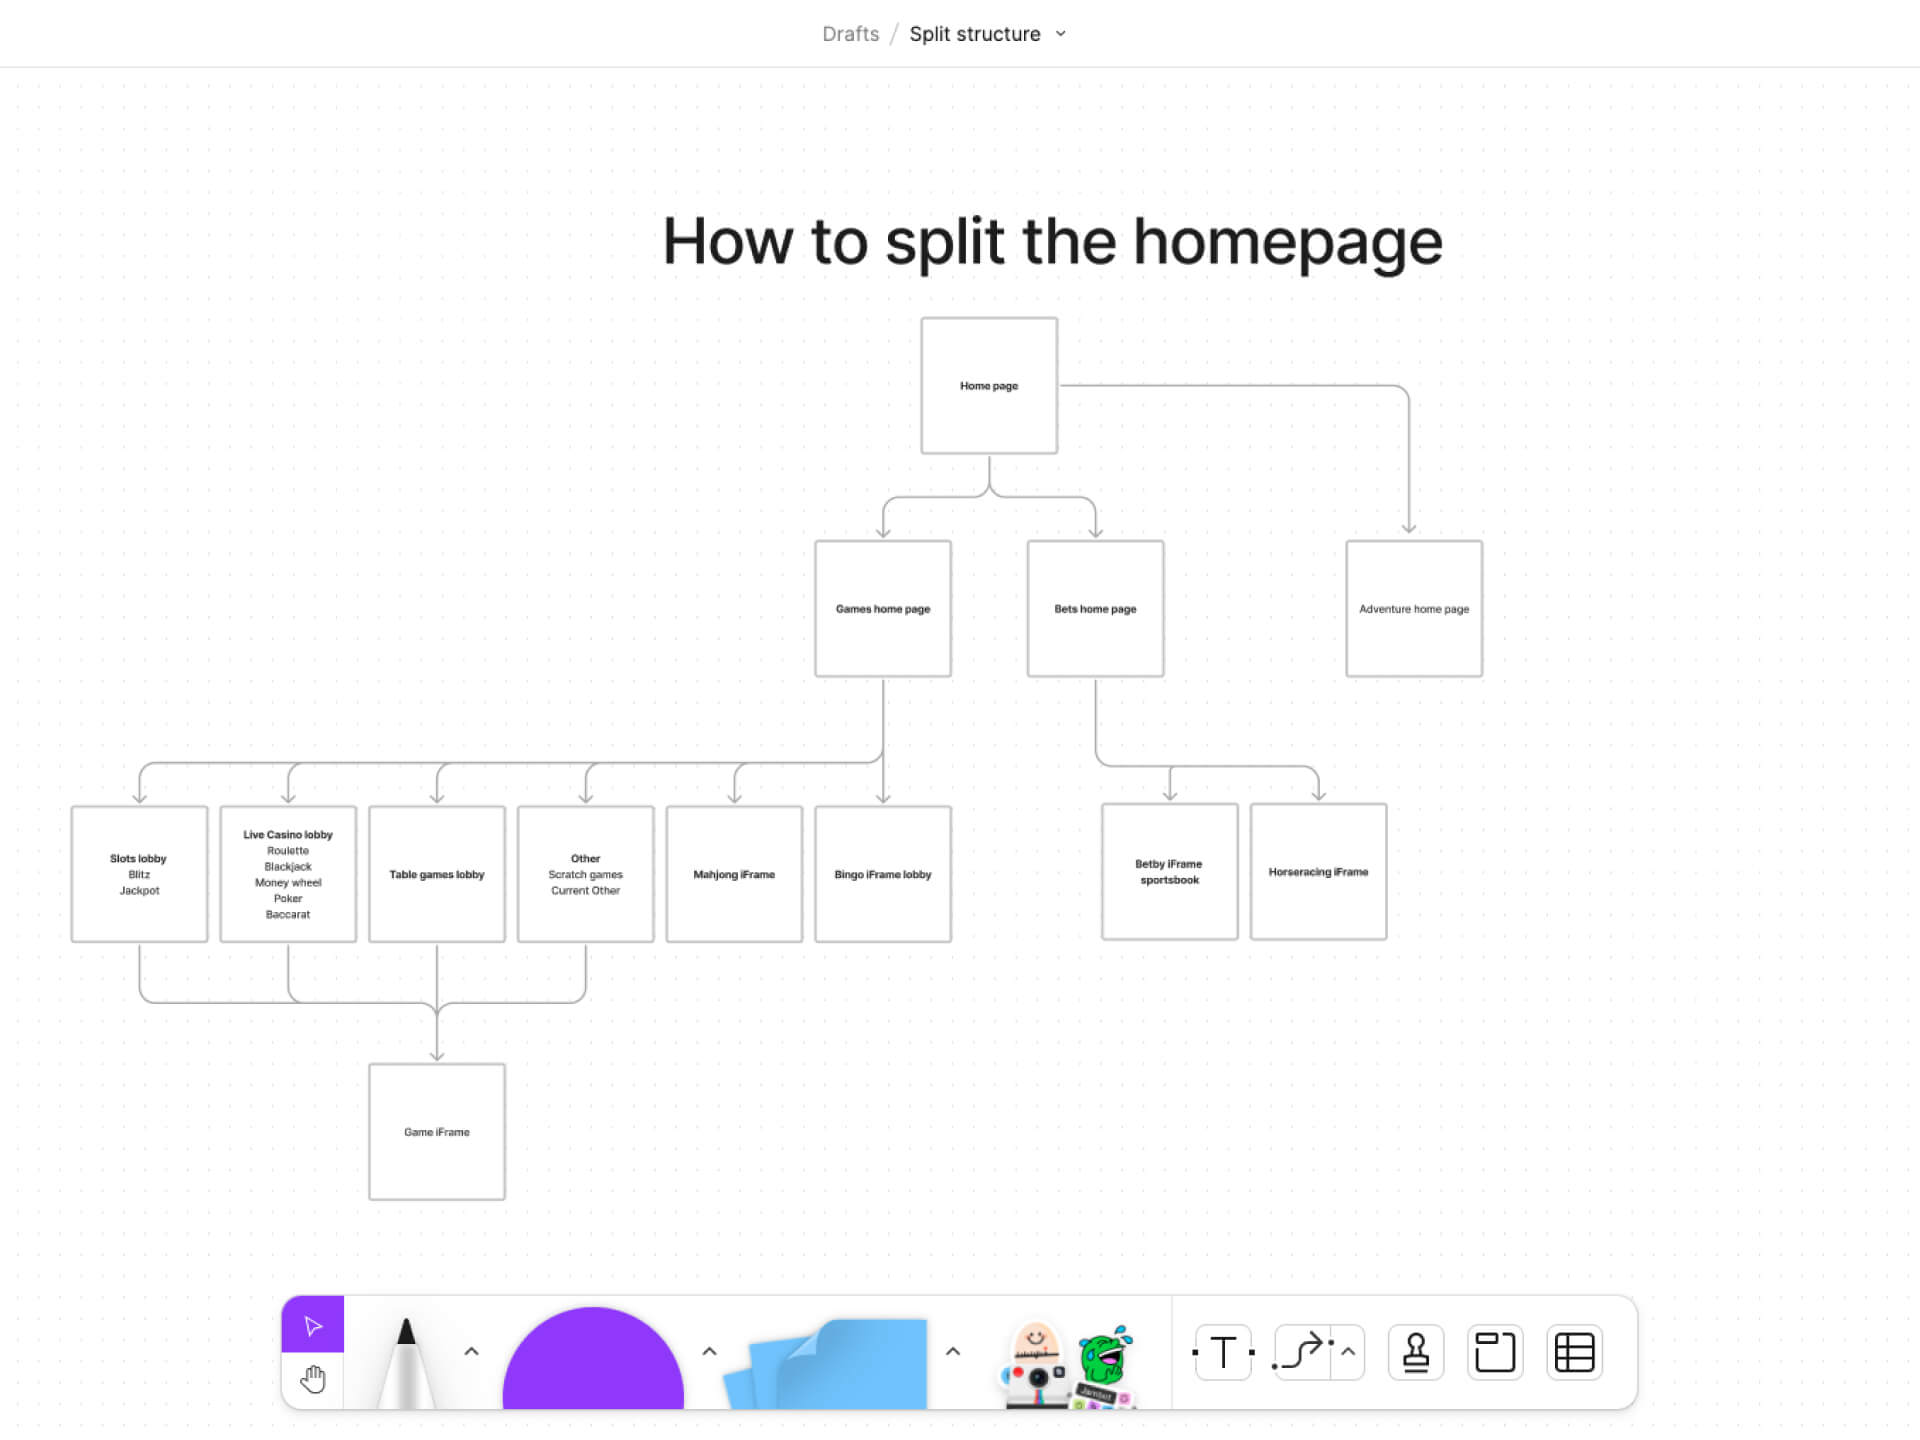 Drafts / Split structure
How to split the homepage
Home page
Games home page
Bets home page
Adventure home page
Slots lobby
Blitz
Jackpot
Live Casino lobby
Roulette
Blackjack
Money wheel
Poker
Baccarat
Table games lobby
Other
Scratch games
Current Other
Mahjong iFrame
Bingo iFrame lobby
Betby iFrame
sportsbook
Horseracing iFrame
Game iFrame
T